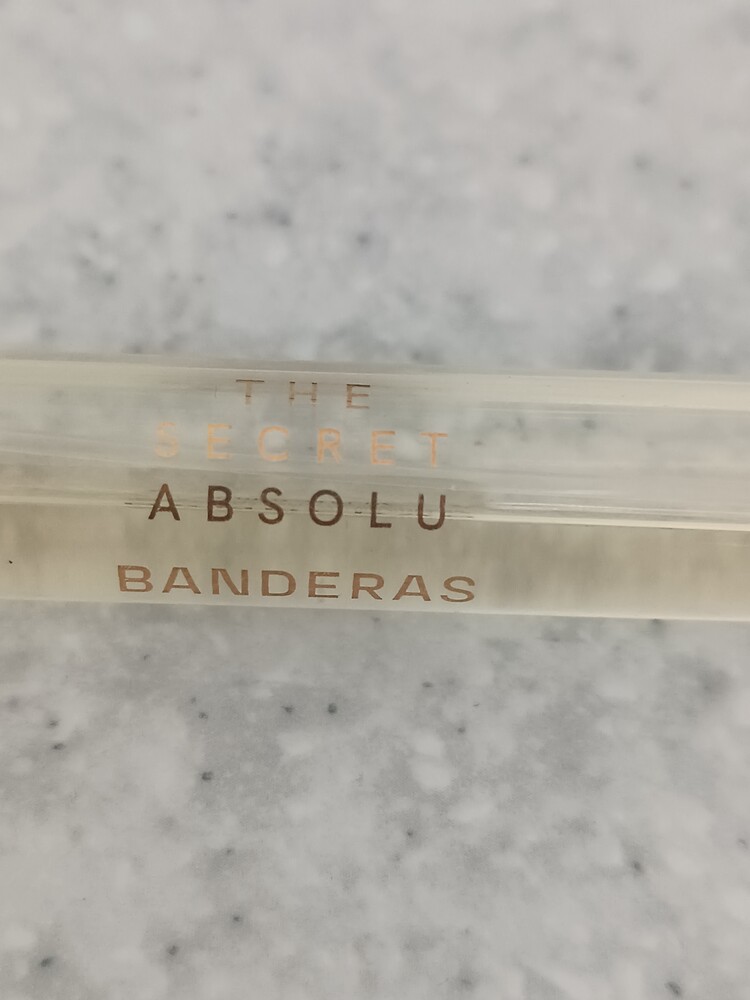 THE
SECRET
ABSOLU
BANDERAS